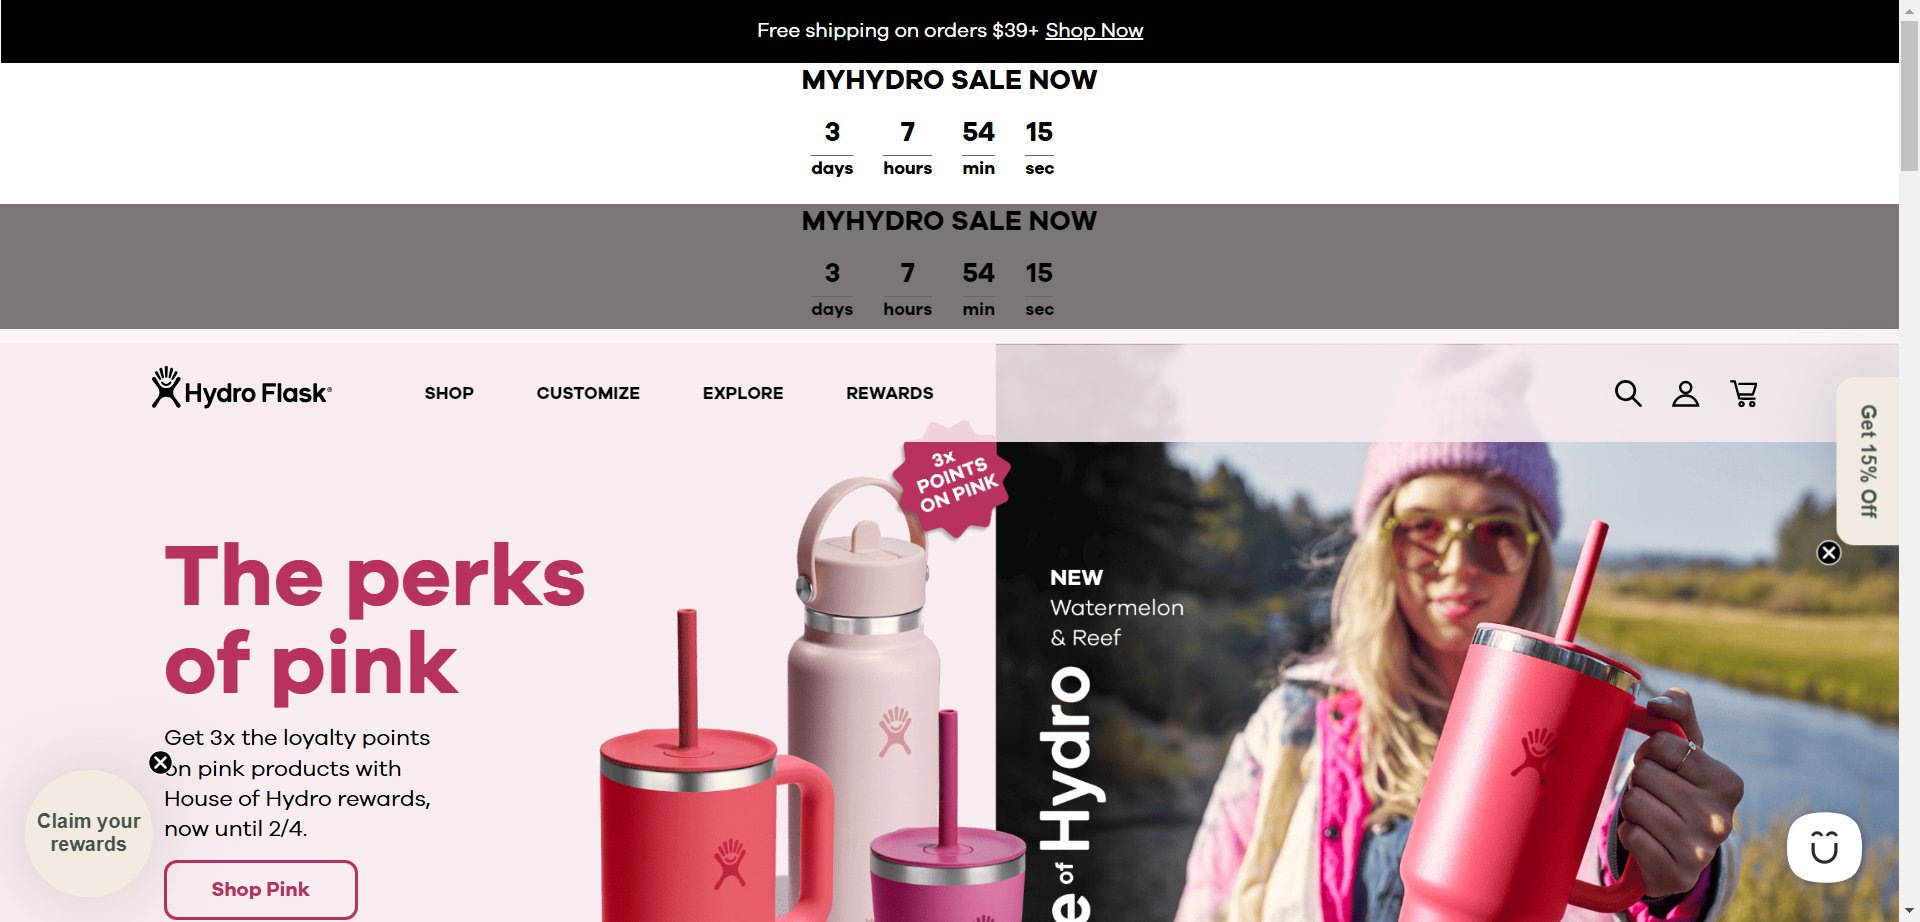 Free shipping on orders $39+ Shop Now
MYHYDRO SALE NOW
3 7 54 15
days hours min sec
MYHYDRO SALE NOW
3 7 54 15
days hours min sec
Hydro Flask®
SHOP CUSTOMIZE EXPLORE REWARDS
3x
POINTS
ON PINK
The perks
of pink
Get 3x the loyalty points
on pink products with
House of Hydro rewards,
now until 2/4.
Shop Pink
NEW
Watermelon
& Reef
of Hydro
Get 15% Off
Claim your
rewards